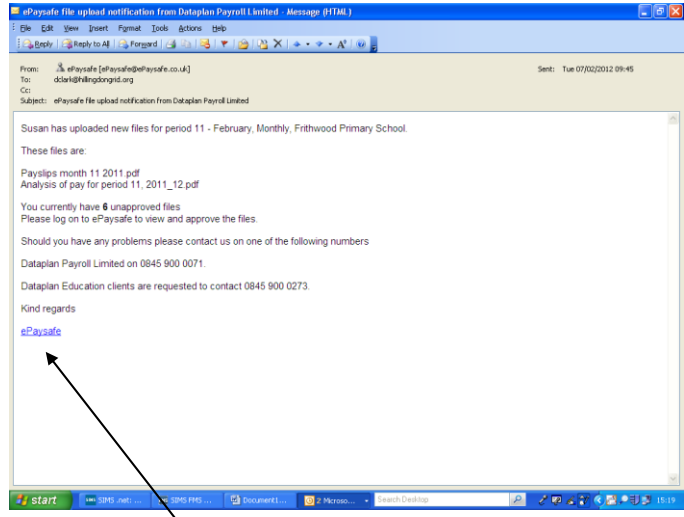 ePaysafe file upload notification from Dataplan Payroll Limited - Message (HTML)
File Edit View Insert Format Tools Actions Help
Reply Reply to All Forward
From: ePaysafe [ePaysafe@ePaysafe.co.uk] Sent: Tue 07/02/2012 09:45
To: dclark@hillingdongrid.org
Cc:
Subject: ePaysafe file upload notification from Dataplan Payroll Limited
Susan has uploaded new files for period 11 - February, Monthly, Frithwood Primary School.
These files are:
Payslips month 11 2011.pdf
Analysis of pay for period 11, 2011_12.pdf
You currently have 6 unapproved files
Please log on to ePaysafe to view and approve the files.
Should you have any problems please contact us on one of the following numbers
Dataplan Payroll Limited on 0845 900 0071.
Dataplan Education clients are requested to contact 0845 900 0273.
Kind regards
ePaysafe
start SIMS .net: ... SIMS FMS ... Document1... 2 Microso... Search Desktop 15:19